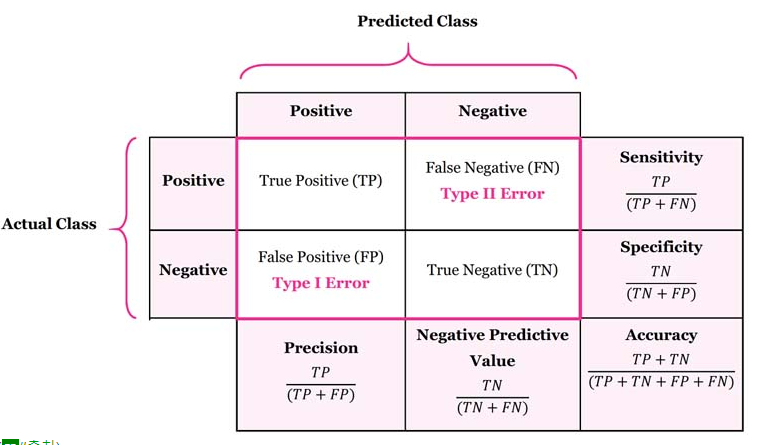 Predicted Class
Positive
Negative
Actual Class
Positive
True Positive (TP)
False Negative (FN)
Type II Error
Sensitivity
TP
(TP + FN)
Negative
False Positive (FP)
Type I Error
True Negative (TN)
Specificity
TN
(TN + FP)
Precision
TP
(TP + FP)
Negative Predictive
Value
TN
(TN + FN)
Accuracy
TP + TN
(TP + TN + FP + FN)